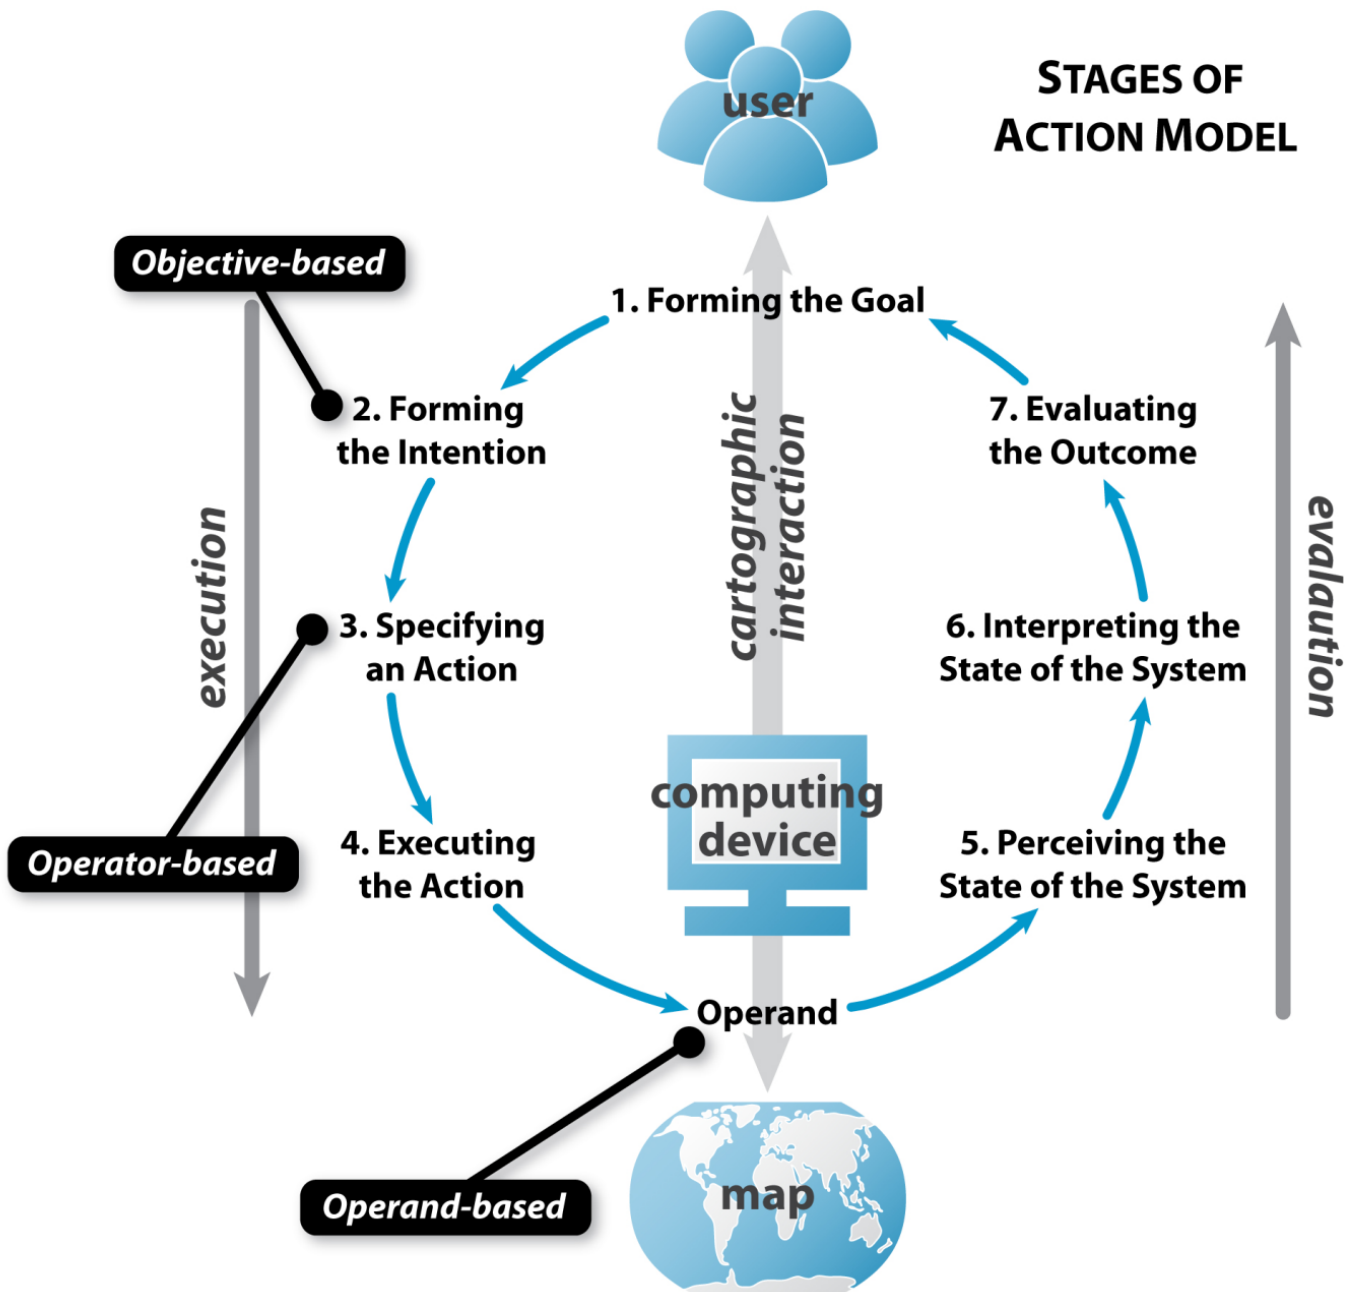 STAGES OF
ACTION MODEL
user
Objective-based
1. Forming the Goal
2. Forming
the Intention
7. Evaluating
the Outcome
cartographic
interaction
execution
evalaution
3. Specifying
an Action
6. Interpreting the
State of the System
computing
device
Operator-based
4. Executing
the Action
5. Perceiving the
State of the System
Operand
map
Operand-based